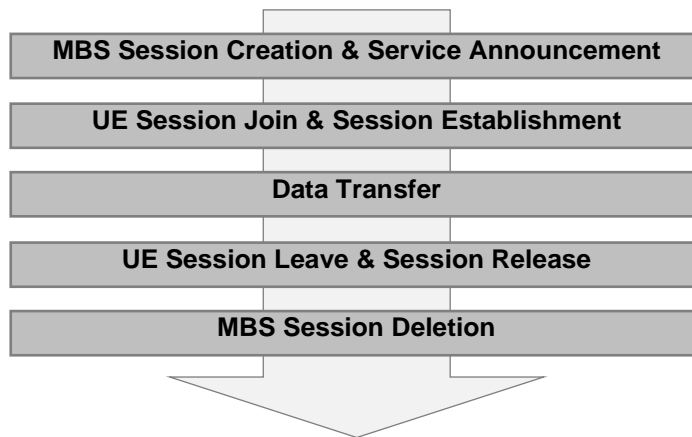 MBS Session Creation & Service Announcement
UE Session Join & Session Establishment
Data Transfer
UE Session Leave & Session Release
MBS Session Deletion